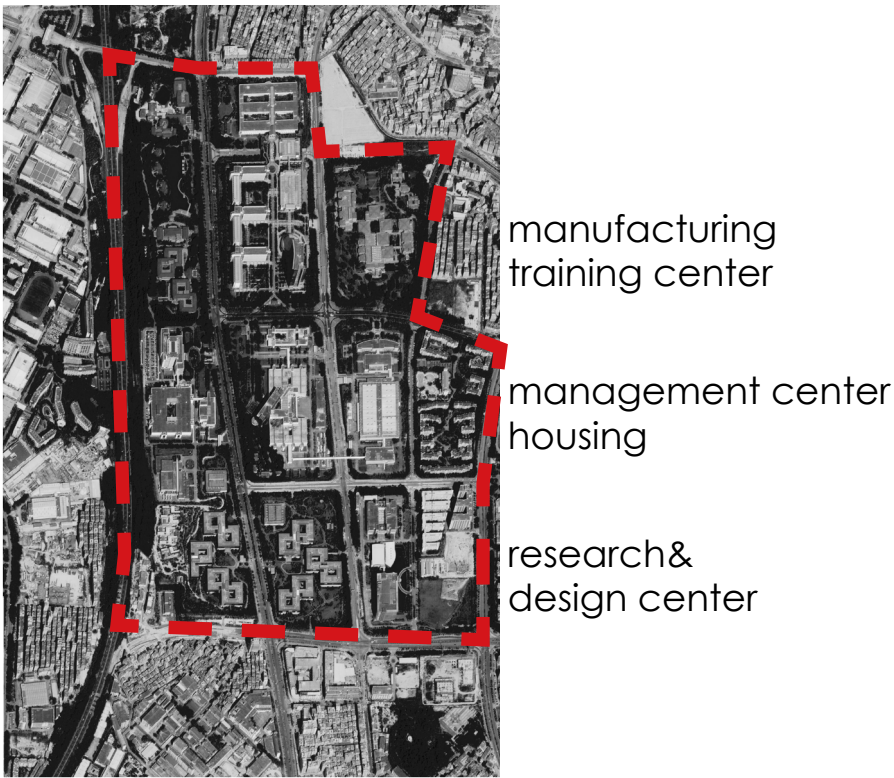 manufacturing
training center
management center
housing
research&
design center